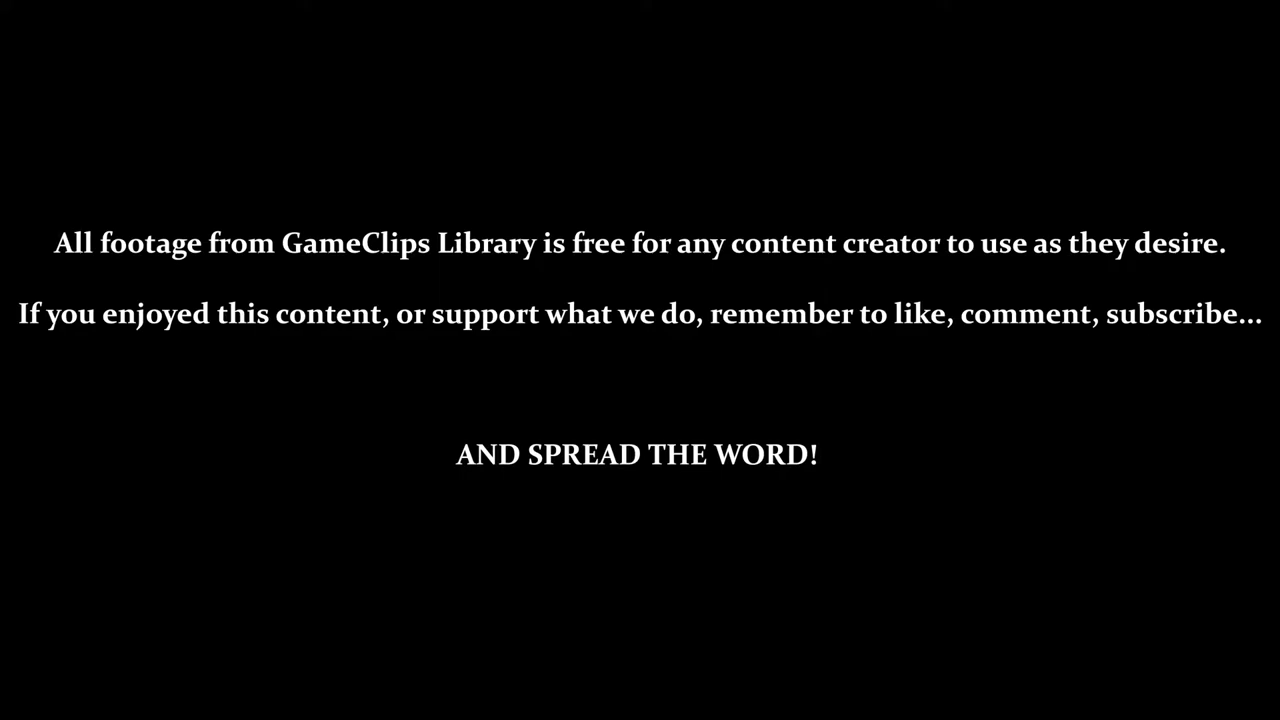 All footage from GameClips Library is free for any content creator to use as they desire.
If you enjoyed this content, or support what we do, remember to like, comment, subscribe...
AND SPREAD THE WORD!